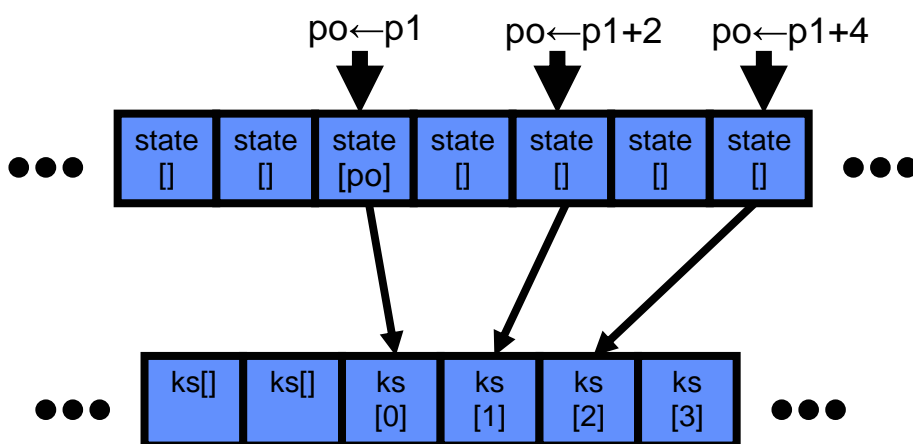 po←p1 po←p1+2 po←p1+4
state state state state state state state
[] [] [po] [] [] [] []
ks[] ks[] ks ks ks ks
[0] [1] [2] [3]